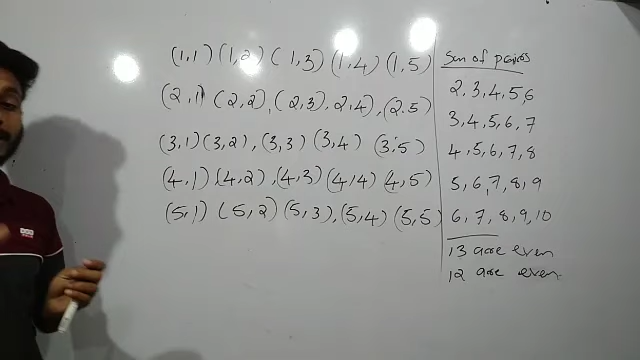 (1,1) (1,2) (1,3) (1,4) (1,5)
(2,1) (2,2), (2,3), 2,4), (2.5)
(3,1) (3,2), (3,3) (3,4) (3,5)
(4,1) (4,2), (4,3) (4,4) (4,5)
(5,1) (5,2) (5,3), (5,4) (5,5)
Sum of pairs
2, 3, 4, 5, 6
3, 4, 5, 6, 7
4, 5, 6, 7, 8
5, 6, 7, 8, 9
6, 7, 8, 9, 10
13 are even
12 are even